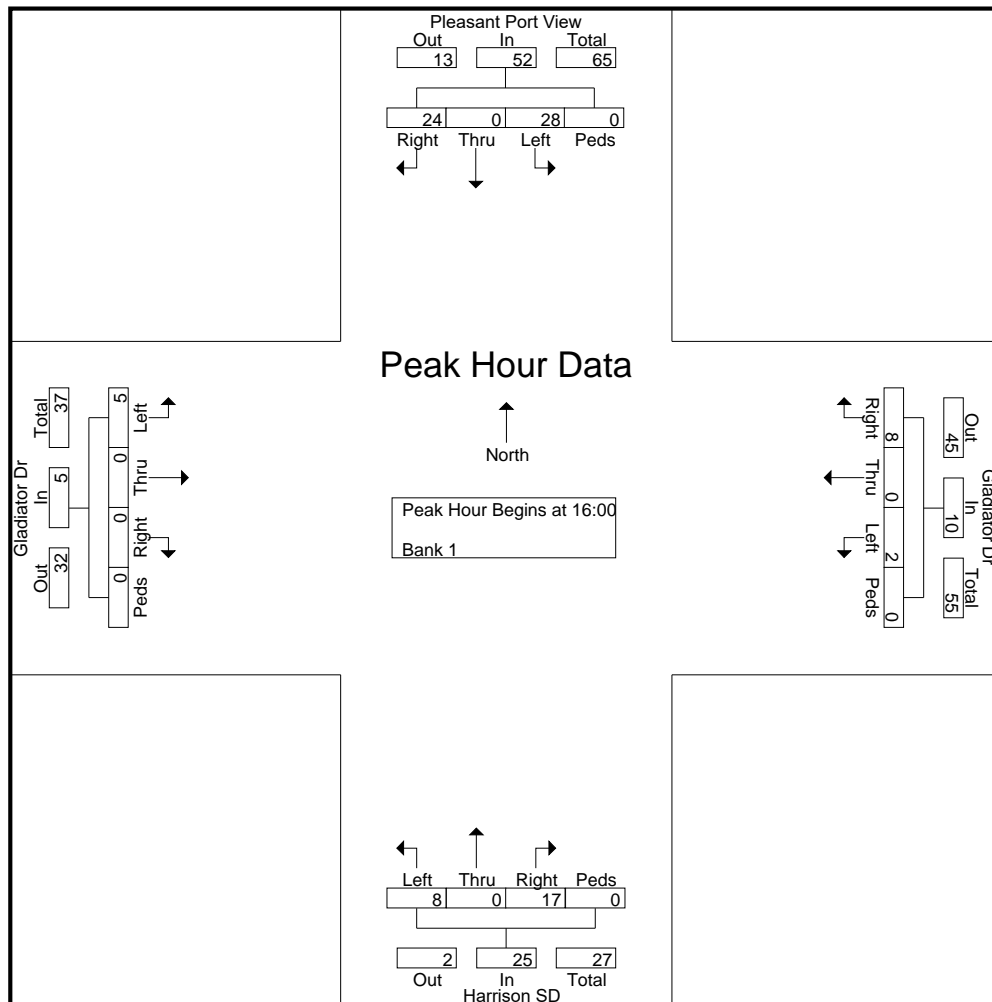 Pleasant Port View
Out In Total
13 52 65
24 0 28 0
Right Thru Left Peds
Peak Hour Data
North
Peak Hour Begins at 16:00
Bank 1
Gladiator Dr
Total In Out
37 5 32
5 0 0 0
Left Thru Right Peds
Right Thru Left Peds
8 0 2 0
Out In Total
45 10 55
Gladiator Dr
Left Thru Right Peds
8 0 17 0
2 25 27
Out In Total
Harrison SD